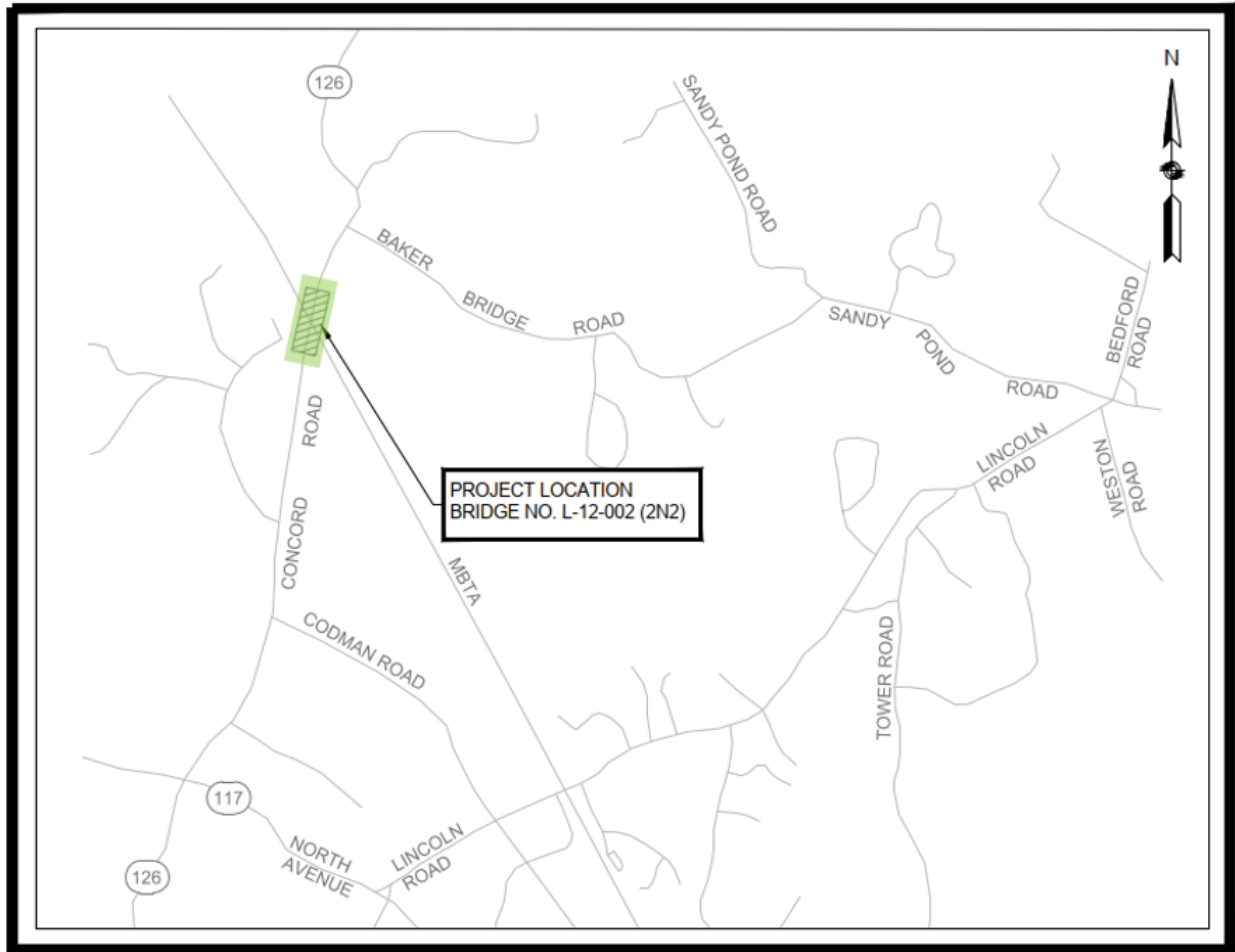 N
126
SANDY POND ROAD
BAKER
BRIDGE
ROAD
SANDY
POND
ROAD
BEDFORD
ROAD
ROAD
CONCORD
PROJECT LOCATION
BRIDGE NO. L-12-002 (2N2)
LINCOLN
ROAD
WESTON
ROAD
MBTA
CODMAN ROAD
TOWER ROAD
117
NORTH
AVENUE
LINCOLN
ROAD
126